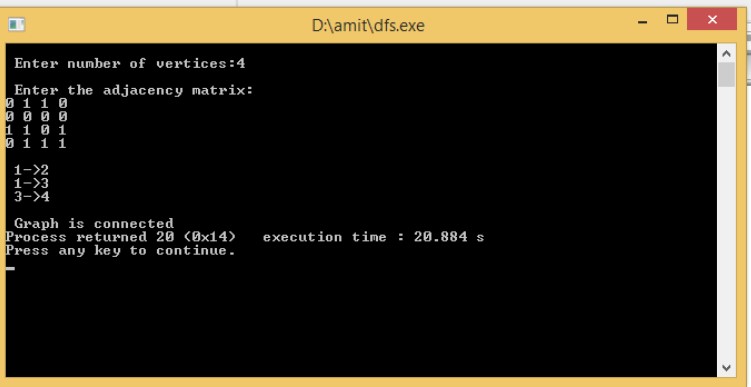 D:\amit\dfs.exe
Enter number of vertices:4
Enter the adjacency matrix:
0 1 1 0
0 0 0 0
1 1 0 1
0 1 1 1
1->2
1->3
3->4
Graph is connected
Process returned 20 (0x14)   execution time : 20.884 s
Press any key to continue.